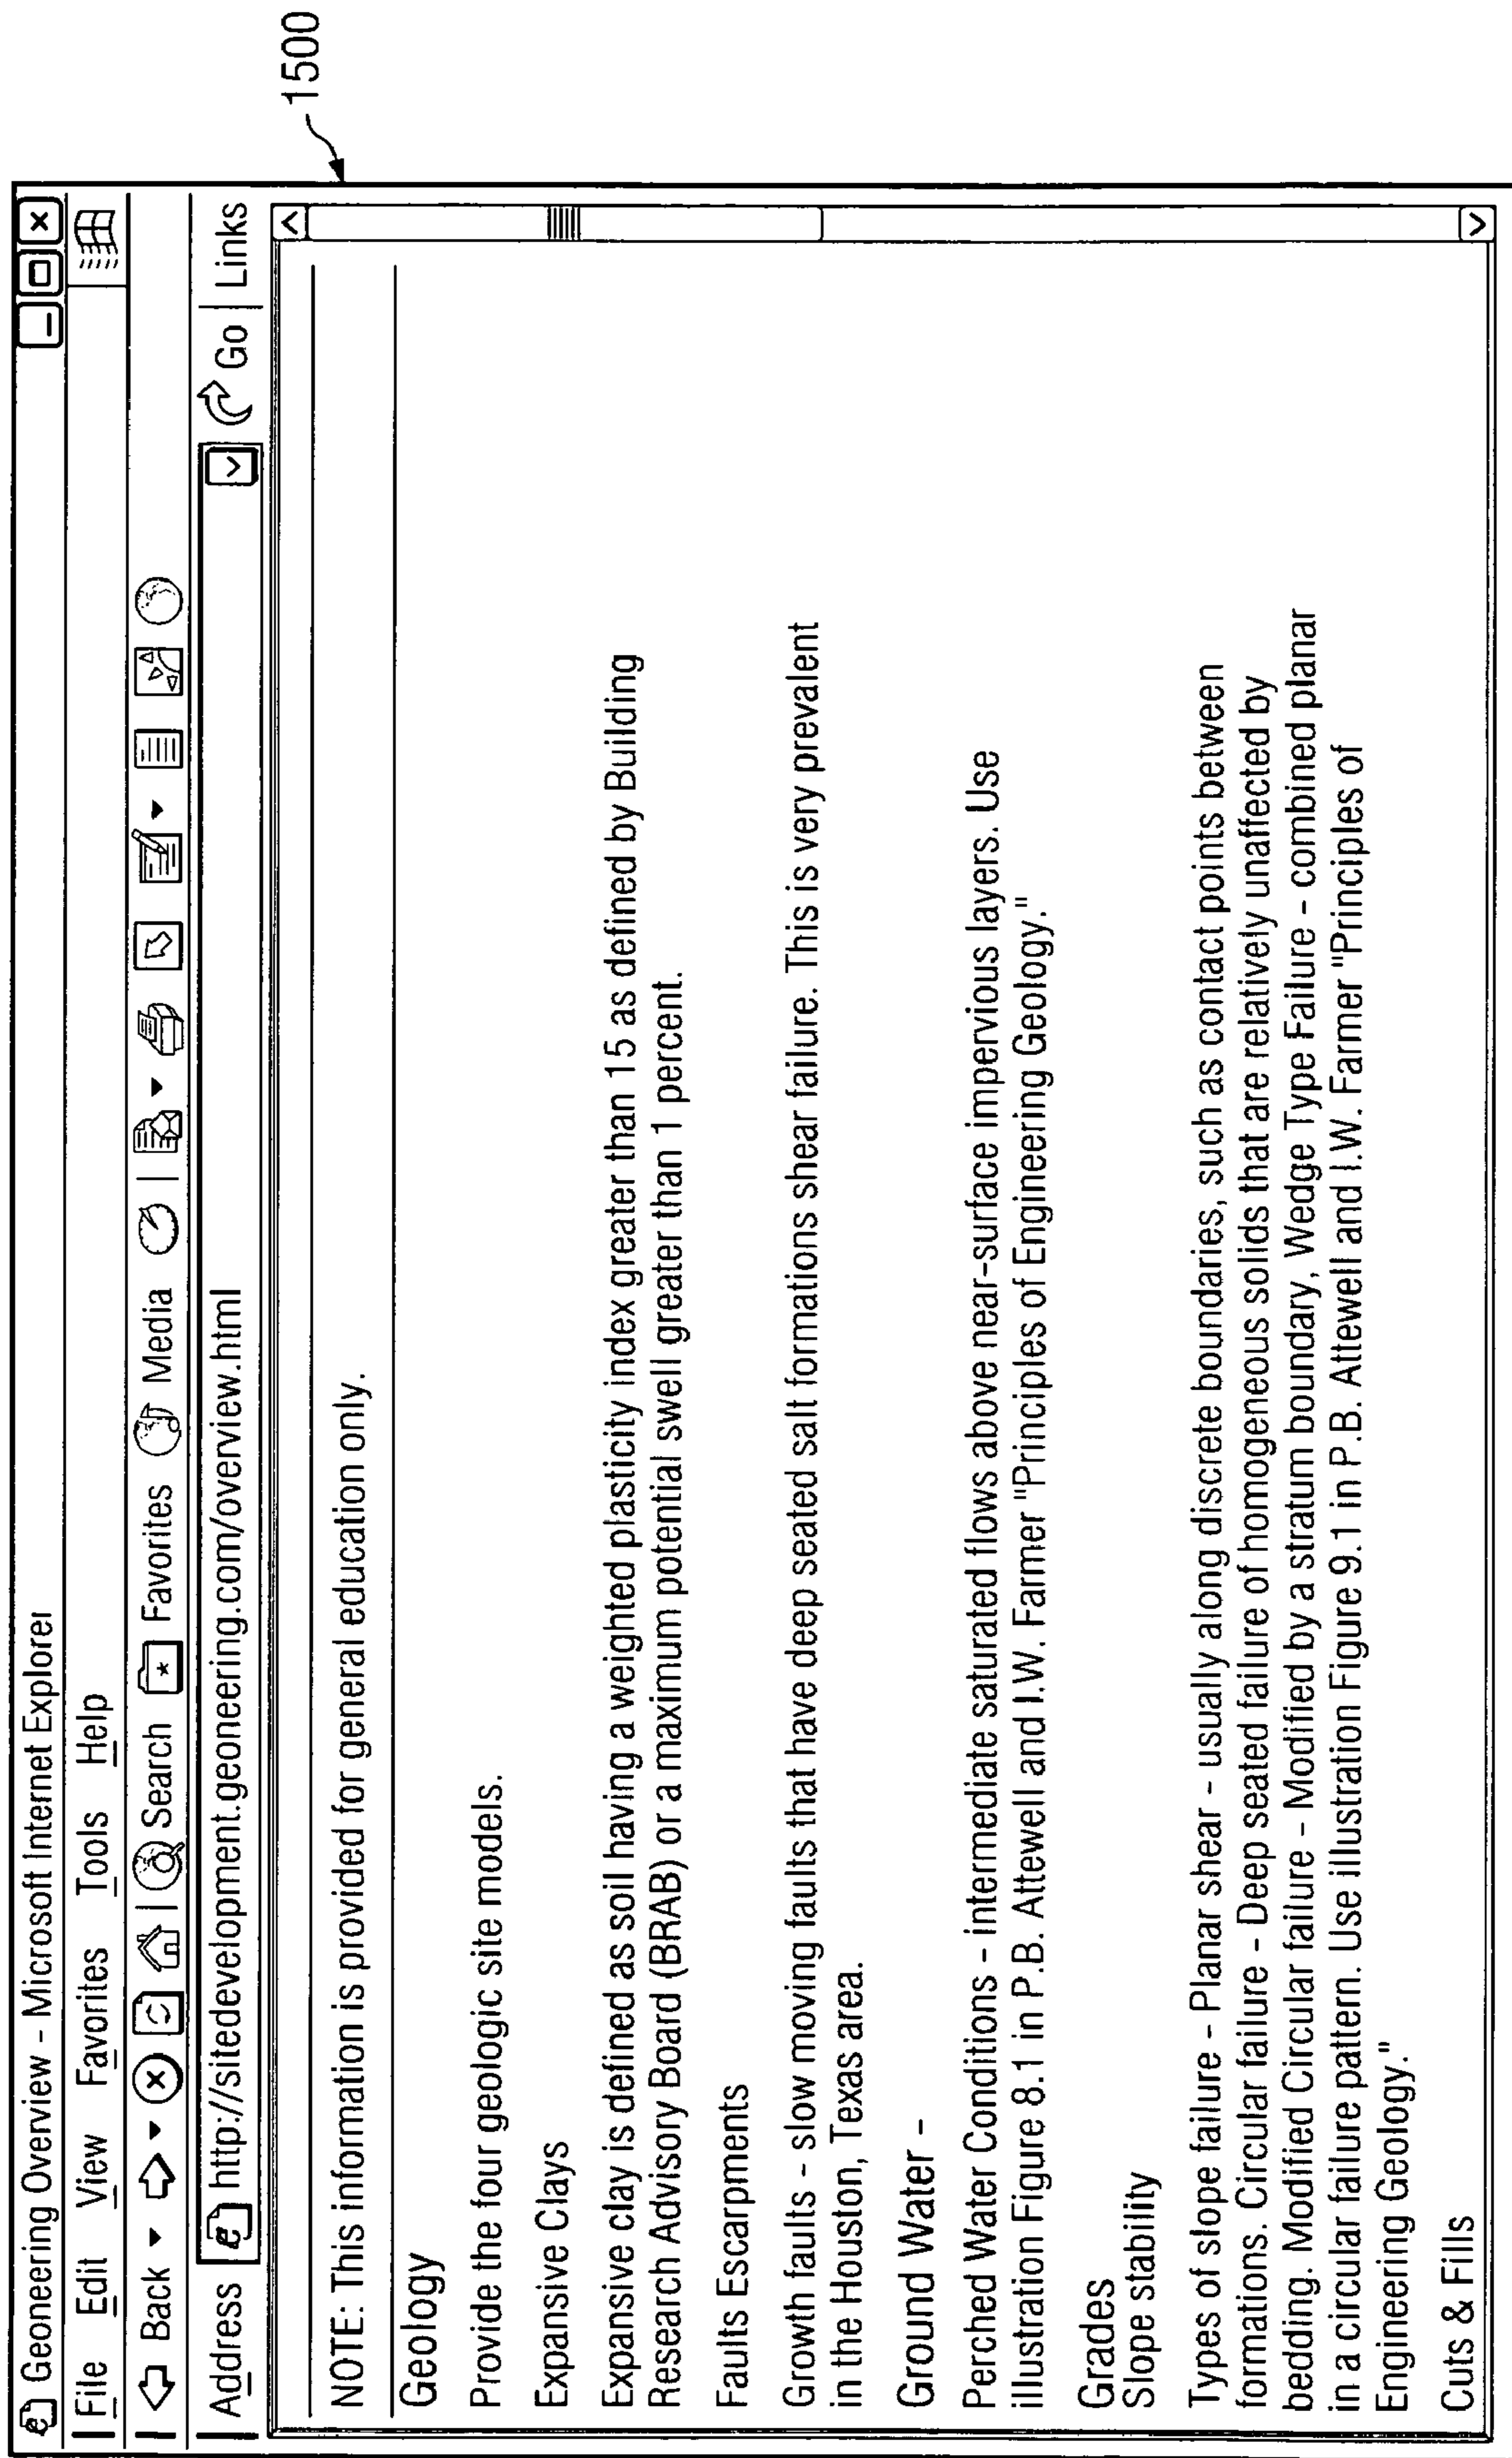 Geoneering Overview - Microsoft Internet Explorer
File Edit View Favorites Tools Help
Back Search Favorites Media
Address http://sitedevelopment.geoneering.com/overview.html Go Links
1500
NOTE: This information is provided for general education only.
Geology
Provide the four geologic site models.
Expansive Clays
Expansive clay is defined as soil having a weighted plasticity index greater than 15 as defined by Building
Research Advisory Board (BRAB) or a maximum potential swell greater than 1 percent.
Faults Escarpments
Growth faults - slow moving faults that have deep seated salt formations shear failure. This is very prevalent
in the Houston, Texas area.
Ground Water -
Perched Water Conditions - intermediate saturated flows above near-surface impervious layers. Use
illustration Figure 8.1 in P.B. Attewell and I.W. Farmer "Principles of Engineering Geology."
Grades
Slope stability
Types of slope failure - Planar shear - usually along discrete boundaries, such as contact points between
formations. Circular failure - Deep seated failure of homogeneous solids that are relatively unaffected by
bedding. Modified Circular failure - Modified by a stratum boundary, Wedge Type Failure - combined planar
in a circular failure pattern. Use illustration Figure 9.1 in P.B. Attewell and I.W. Farmer "Principles of
Engineering Geology."
Cuts & Fills